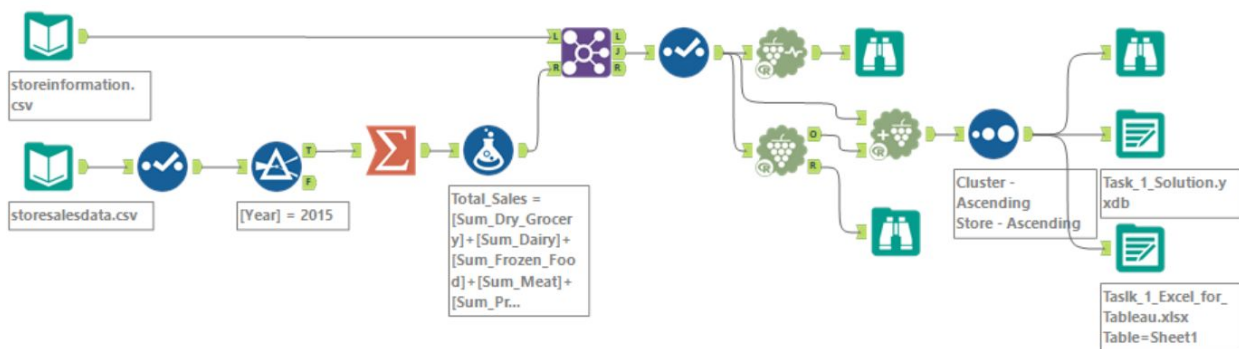 storeinformation.
csv
L
R
L
J
R
storesalesdata.csv
T
F
[Year] = 2015
Total_Sales =
[Sum_Dry_Grocer
y]+[Sum_Dairy]+
[Sum_Frozen_Foo
d]+[Sum_Meat]+
[Sum_Pr...
R
R
O
R
R
Cluster -
Ascending
Store - Ascending
Task_1_Solution.y
xdb
Taslk_1_Excel_for_
Tableau.xlsx
Table=Sheet1